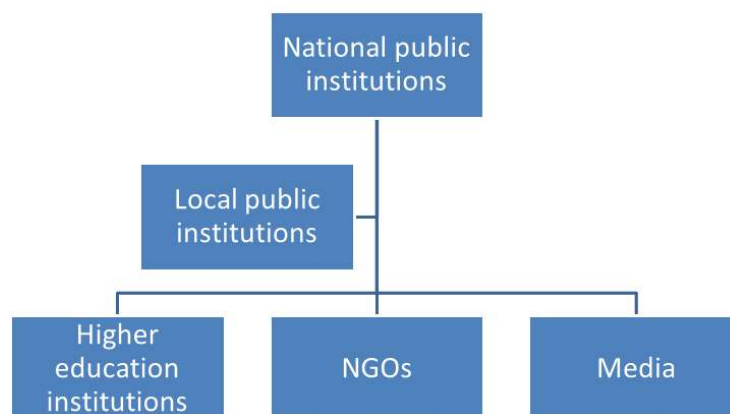 National public
institutions
Local public
institutions
Higher
education
institutions
NGOs
Media